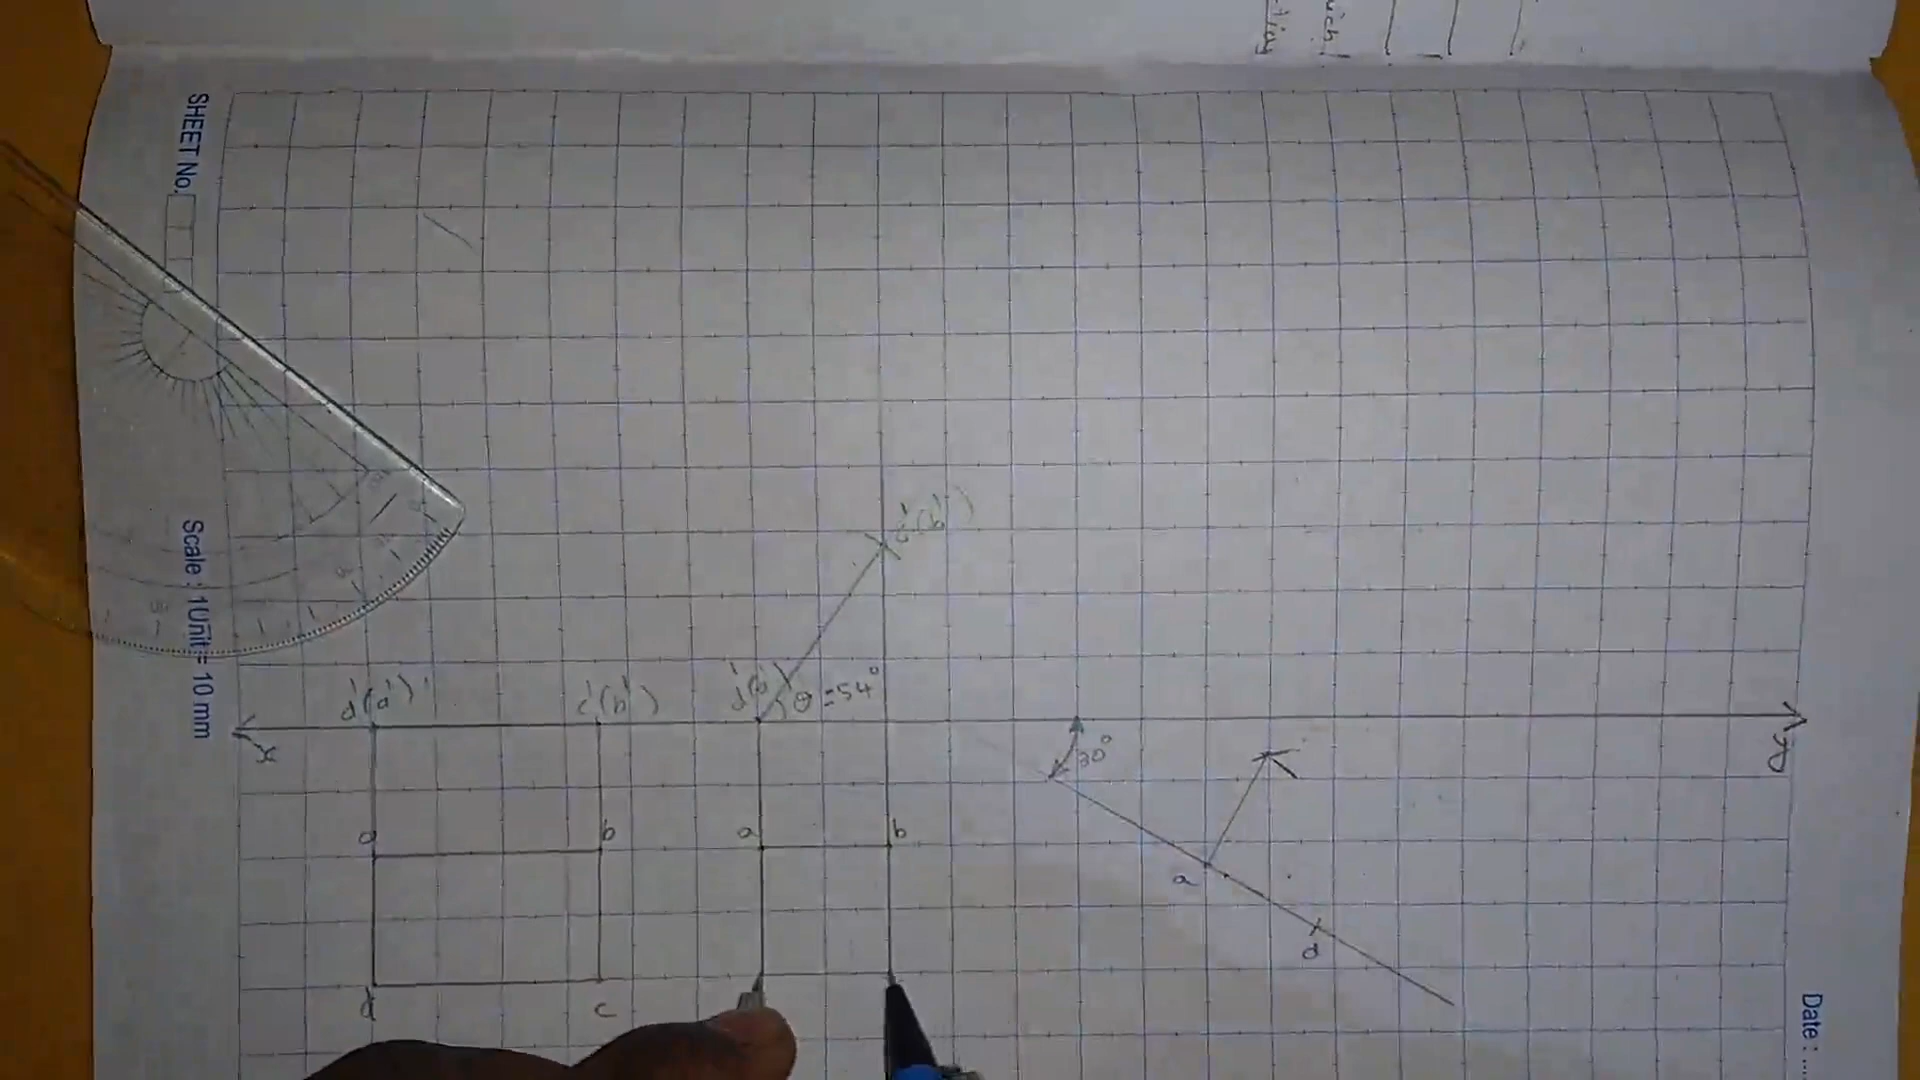 SHEET No.
Scale : 1Unit = 10 mm
Date : ....
d'(a')
c'(b')
θ = 54°
c'(b')
x
y
30°
a
b
a
b
a
d
d
c